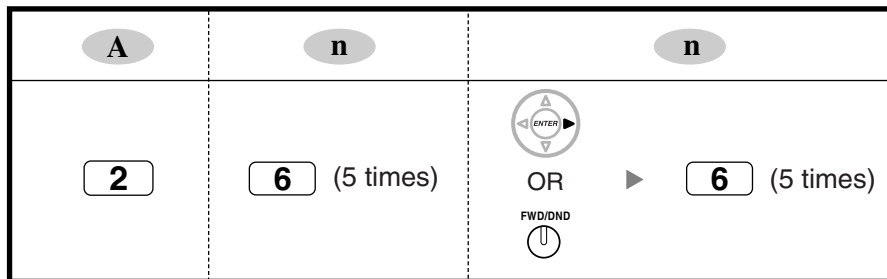 A n n
ENTER
2 6 (5 times) OR 6 (5 times)
FWD/DND